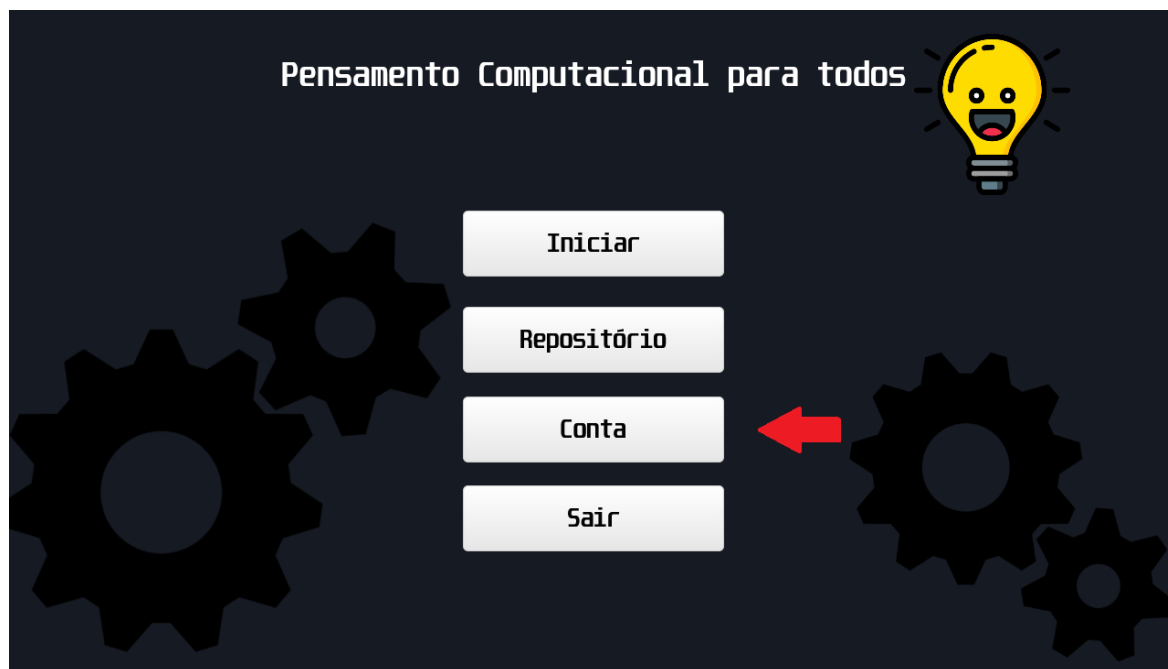 Pensamento Computacional para todos
Iniciar
Repositório
Conta
Sair